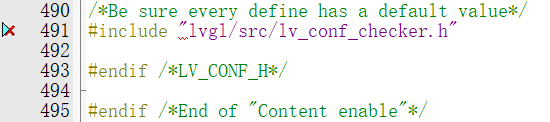 490 /*Be sure every define has a default value*/
491 #include "lvgl/src/lv_conf_checker.h"
492
493 #endif /*LV_CONF_H*/
494
495 #endif /*End of "Content enable"*/